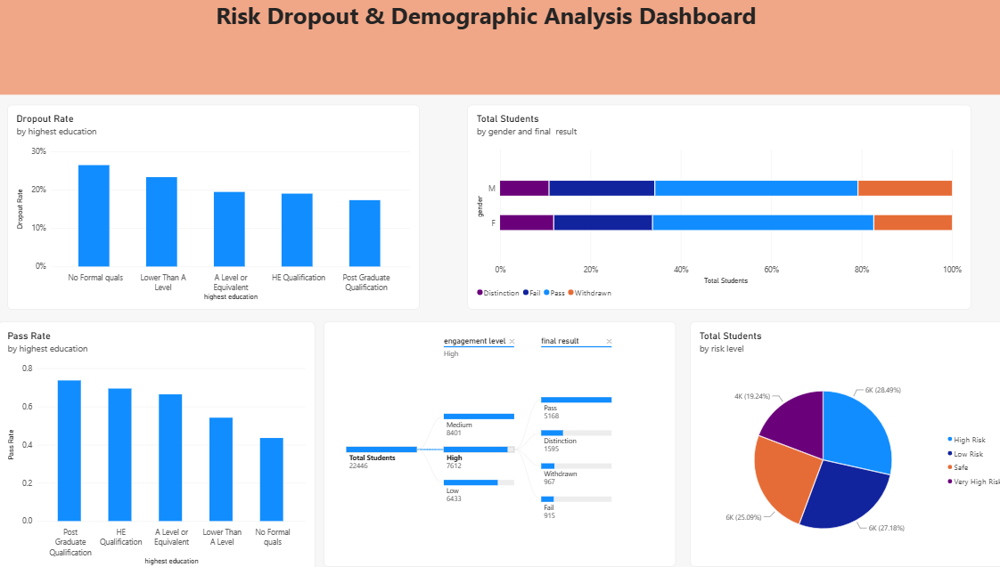 Risk Dropout & Demographic Analysis Dashboard
Dropout Rate
by highest education
30%
20%
10%
0%
Dropout Rate
No Formal quals
Lower Than A
Level
A Level or
Equivalent
HE Qualification
Post Graduate
Qualification
highest education
Total Students
by gender and final result
gender
M
F
0%
20%
40%
60%
80%
100%
Total Students
Distinction Fail Pass Withdrawn
Pass Rate
by highest education
0.8
0.6
0.4
0.2
0.0
Pass Rate
Post
Graduate
Qualification
HE
Qualification
A Level or
Equivalent
Lower Than
A Level
No Formal
quals
highest education
engagement level
High
final result
Total Students
22446
Medium
8401
High
7612
Low
6433
Pass
5168
Distinction
1595
Withdrawn
967
Fail
915
Total Students
by risk level
4K (19.24%)
6K (28.49%)
6K (25.09%)
6K (27.18%)
High Risk
Low Risk
Safe
Very High Risk